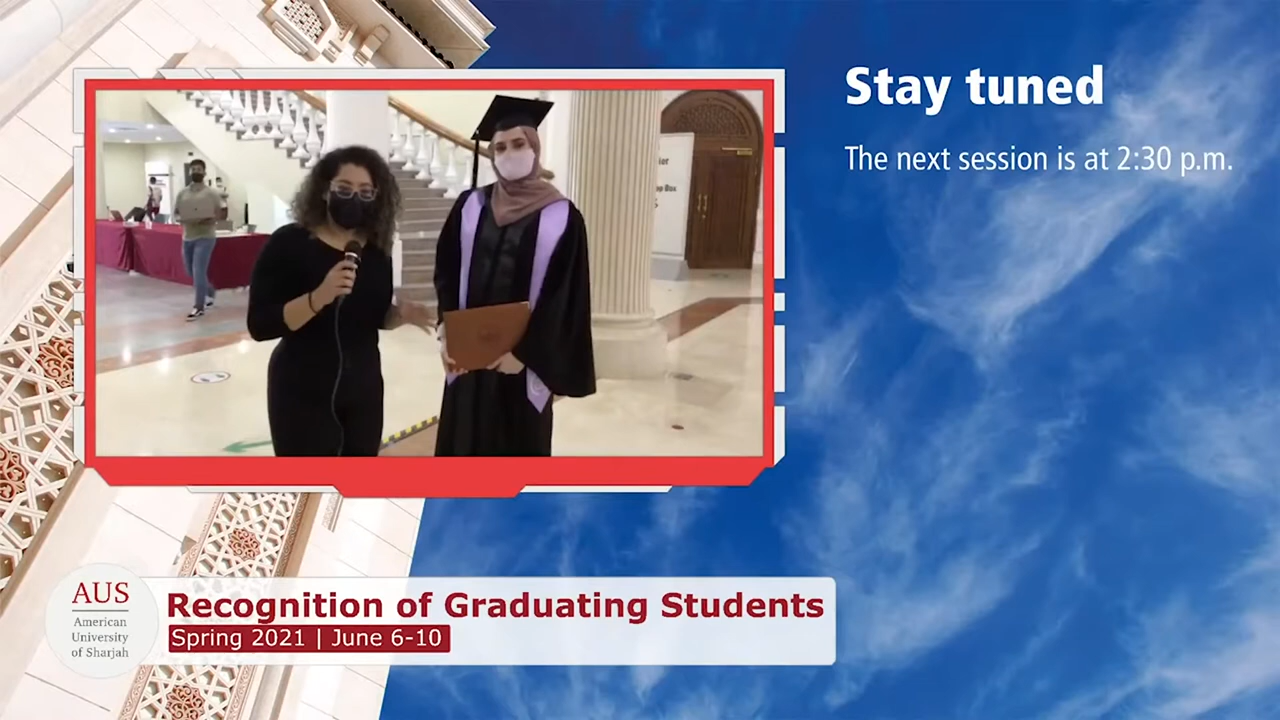 Stay tuned
The next session is at 2:30 p.m.
AUS
American
University
of Sharjah
Recognition of Graduating Students
Spring 2021 | June 6-10